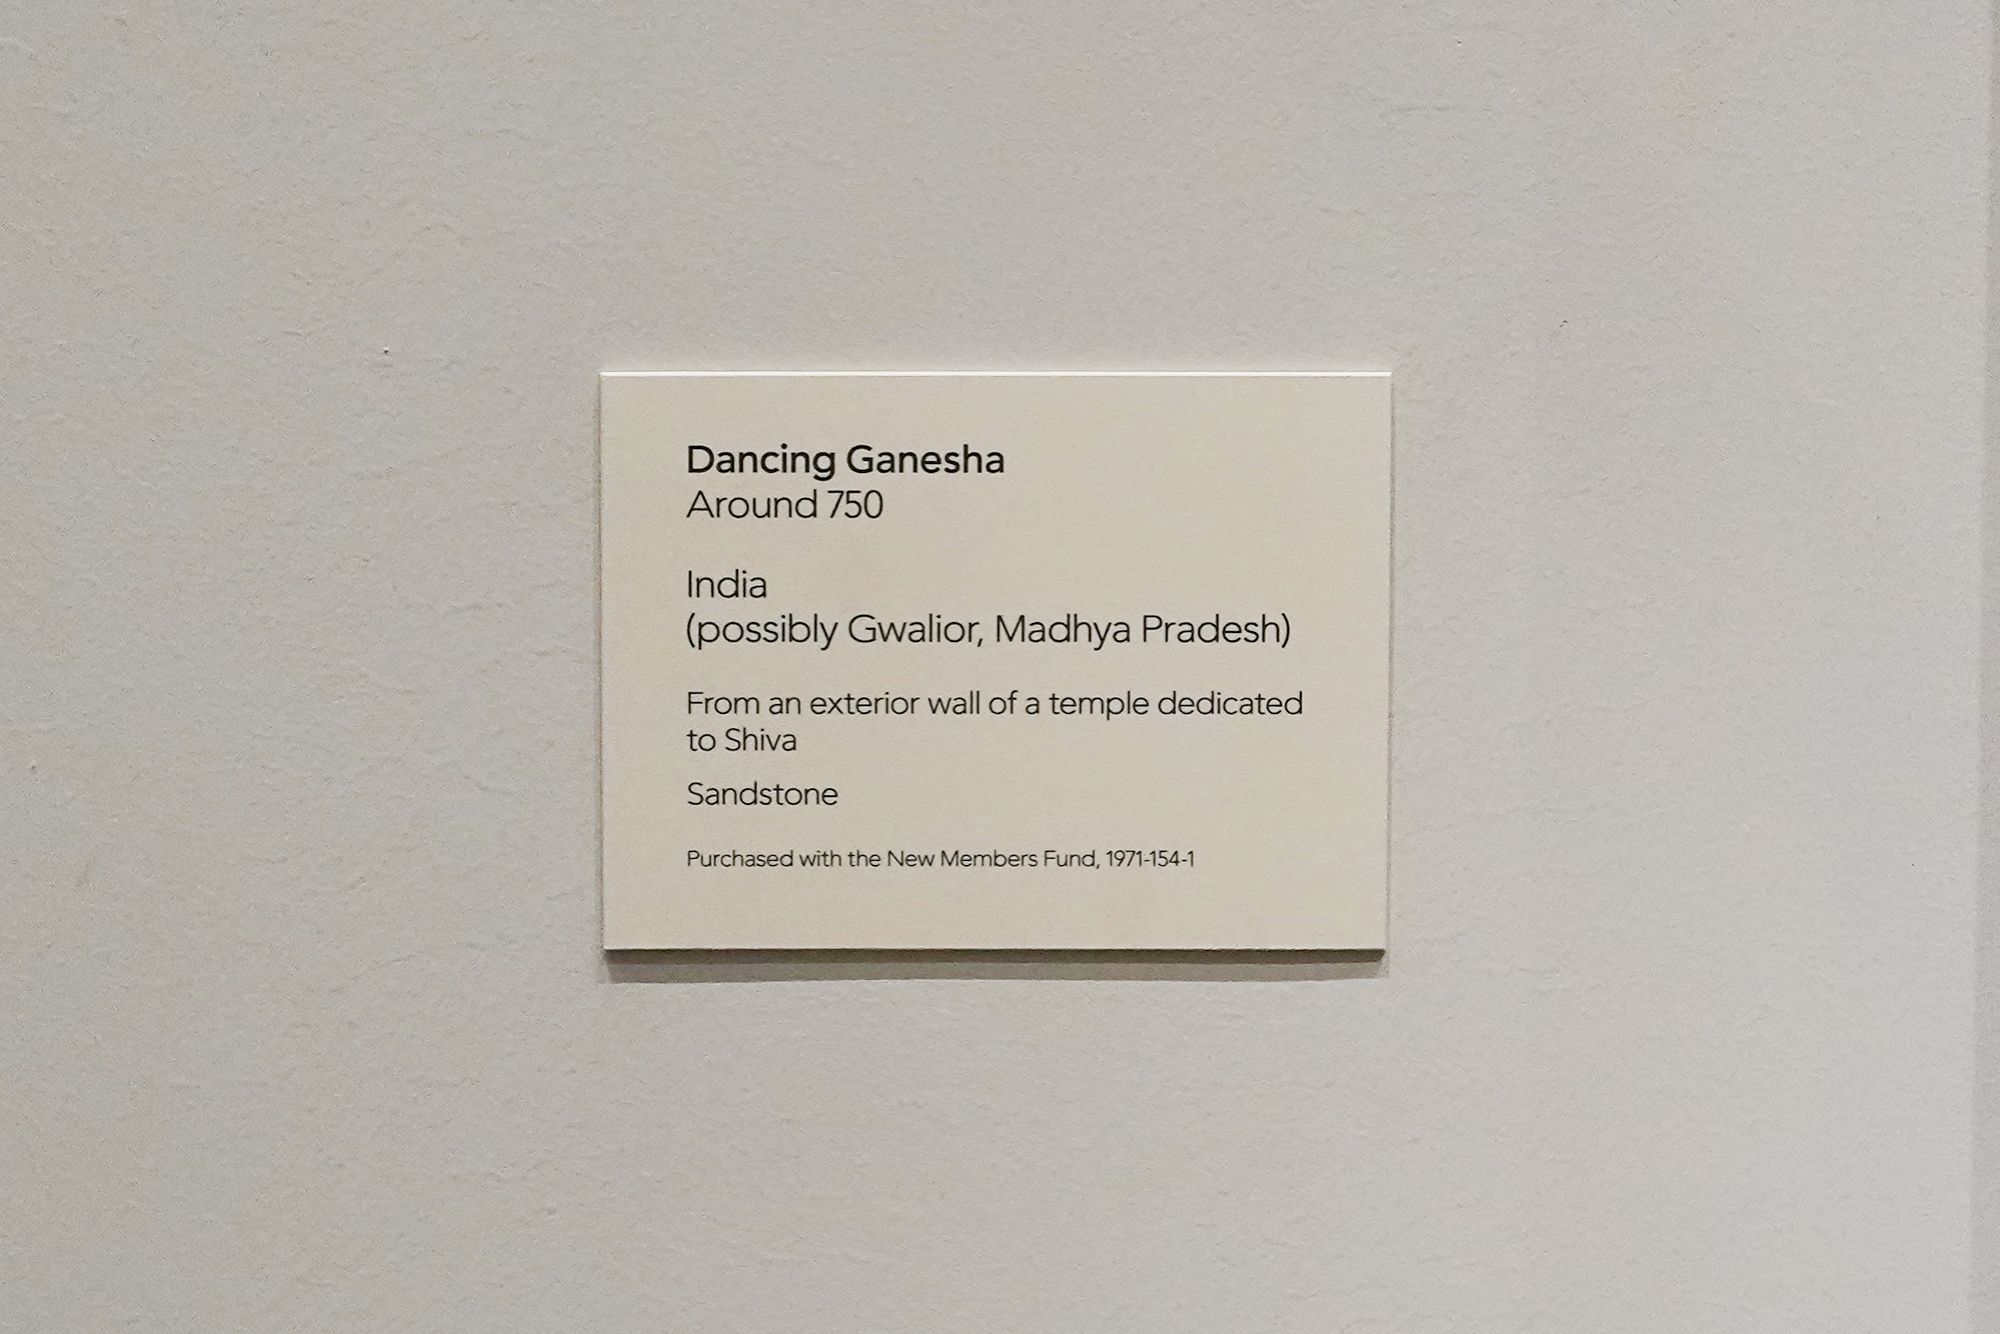 Dancing Ganesha
Around 750
India
(possibly Gwalior, Madhya Pradesh)
From an exterior wall of a temple dedicated
to Shiva
Sandstone
Purchased with the New Members Fund, 1971-154-1